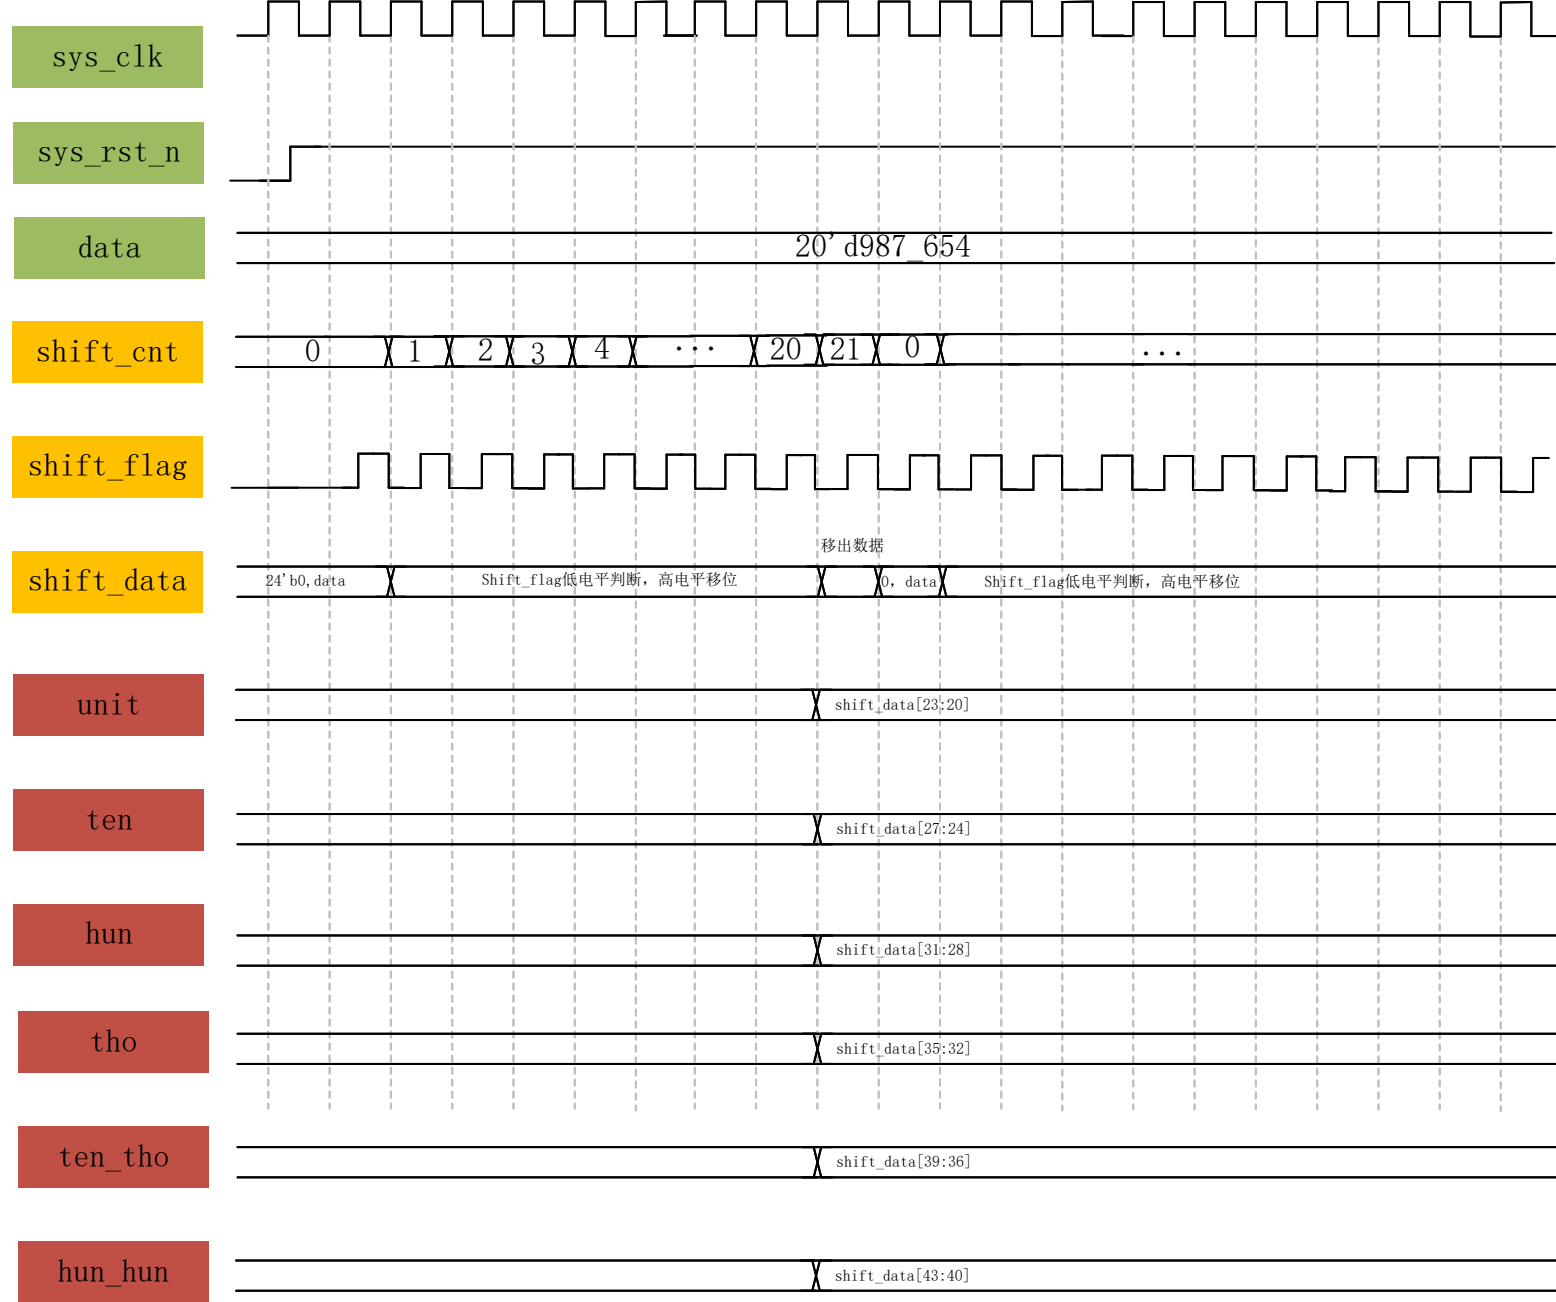 sys_clk
sys_rst_n
data
20'd987_654
shift_cnt
0
1
2
3
4
···
20
21
0
···
shift_flag
移出数据
shift_data
24'b0,data
Shift_flag低电平判断，高电平移位
0，data
Shift_flag低电平判断，高电平移位
unit
shift_data[23:20]
ten
shift_data[27:24]
hun
shift_data[31:28]
tho
shift_data[35:32]
ten_tho
shift_data[39:36]
hun_hun
shift_data[43:40]